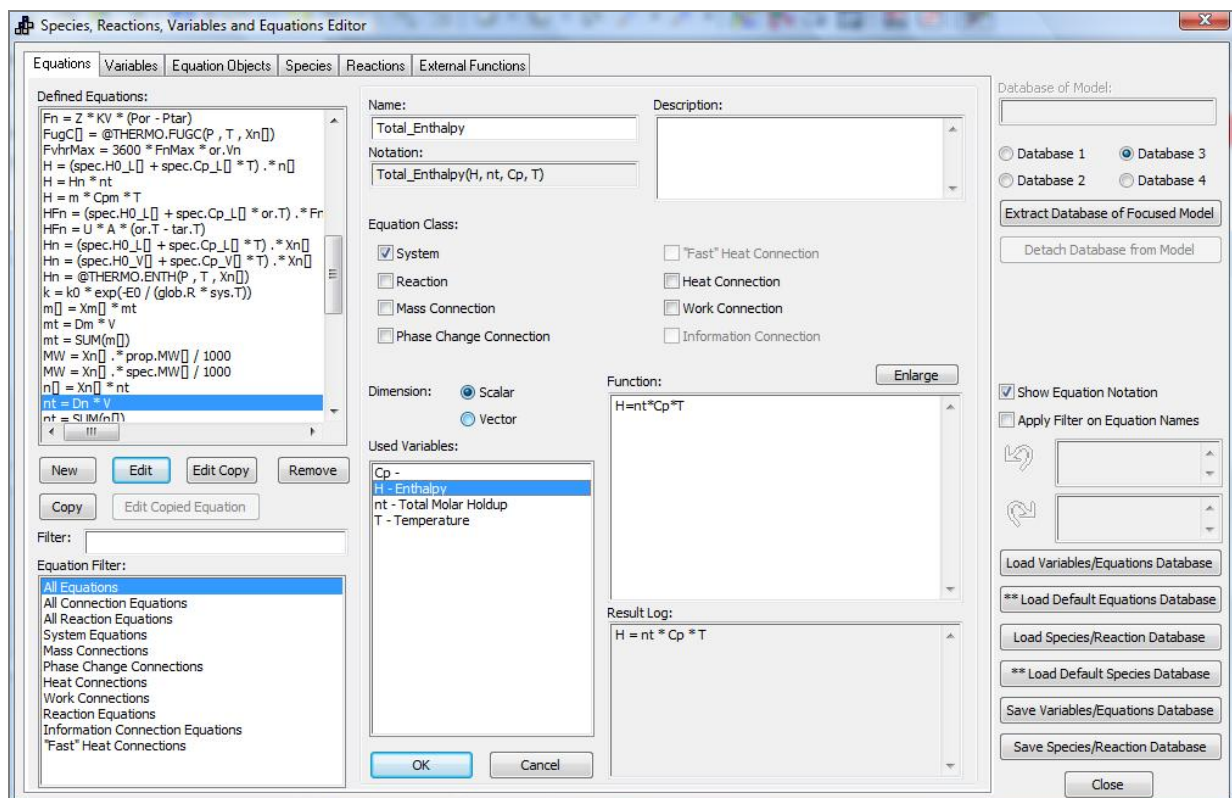 Species, Reactions, Variables and Equations Editor
Equations
Variables
Equation Objects
Species
Reactions
External Functions
Defined Equations:
Fn = Z * KV * (Por - Ptar)
FugC[] = @THERMO.FUGC(P , T , Xn[])
FvhrMax = 3600 * FnMax * or.Vn
H = (spec.H0_L[] + spec.Cp_L[] * T) .* n[]
H = Hn * nt
H = m * Cpm * T
HFn = (spec.H0_L[] + spec.Cp_L[] * or.T) .* Fn
HFn = U * A * (or.T - tar.T)
Hn = (spec.H0_L[] + spec.Cp_L[] * T) .* Xn[]
Hn = (spec.H0_V[] + spec.Cp_V[] * T) .* Xn[]
Hn = @THERMO.ENTH(P , T , Xn[])
k = k0 * exp(-E0 / (glob.R * sys.T))
m[] = Xm[] * mt
mt = Dm * V
mt = SUM(m[])
MW = Xn[] .* prop.MW[] / 1000
MW = Xn[] .* spec.MW[] / 1000
n[] = Xn[] * nt
nt = Dn * V
nt = SUM(n[])
New
Edit
Edit Copy
Remove
Copy
Edit Copied Equation
Filter:
Equation Filter:
All Equations
All Connection Equations
All Reaction Equations
System Equations
Mass Connections
Phase Change Connections
Heat Connections
Work Connections
Reaction Equations
Information Connection Equations
"Fast" Heat Connections
Name:
Total_Enthalpy
Notation:
Total_Enthalpy(H, nt, Cp, T)
Description:
Equation Class:
System
Reaction
Mass Connection
Phase Change Connection
"Fast" Heat Connection
Heat Connection
Work Connection
Information Connection
Dimension:
Scalar
Vector
Used Variables:
Cp -
H - Enthalpy
nt - Total Molar Holdup
T - Temperature
OK
Cancel
Function:
Enlarge
H=nt*Cp*T
Result Log:
H = nt * Cp * T
Database of Model:
Database 1
Database 3
Database 2
Database 4
Extract Database of Focused Model
Detach Database from Model
Show Equation Notation
Apply Filter on Equation Names
Load Variables/Equations Database
** Load Default Equations Database
Load Species/Reaction Database
** Load Default Species Database
Save Variables/Equations Database
Save Species/Reaction Database
Close